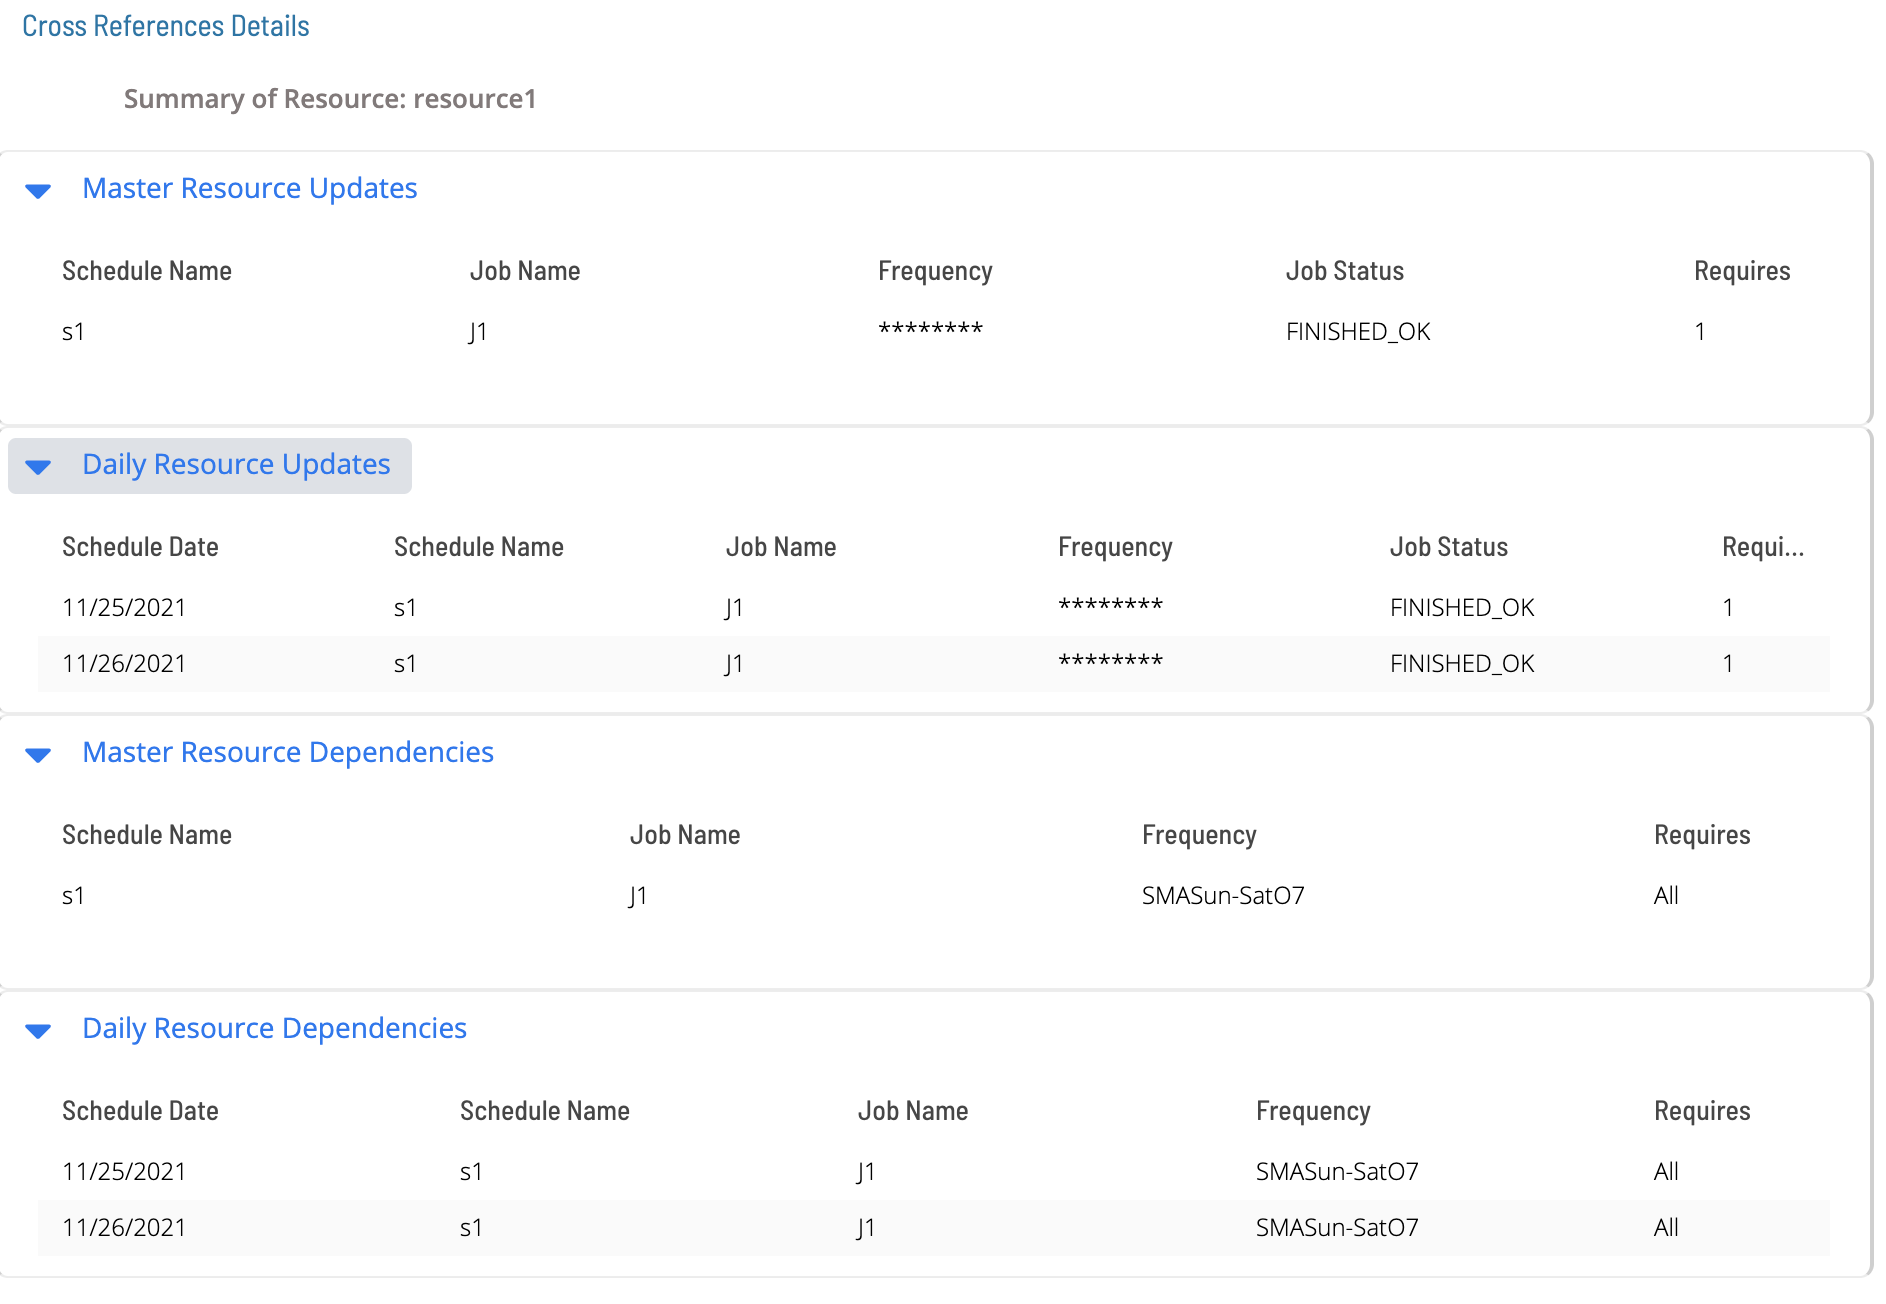 Cross References Details
Summary of Resource: resource1
Master Resource Updates
Schedule Name Job Name Frequency Job Status Requires
s1 J1 ******** FINISHED_OK 1
Daily Resource Updates
Schedule Date Schedule Name Job Name Frequency Job Status Requi...
11/25/2021 s1 J1 ******** FINISHED_OK 1
11/26/2021 s1 J1 ******** FINISHED_OK 1
Master Resource Dependencies
Schedule Name Job Name Frequency Requires
s1 J1 SMASun-SatO7 All
Daily Resource Dependencies
Schedule Date Schedule Name Job Name Frequency Requires
11/25/2021 s1 J1 SMASun-SatO7 All
11/26/2021 s1 J1 SMASun-SatO7 All